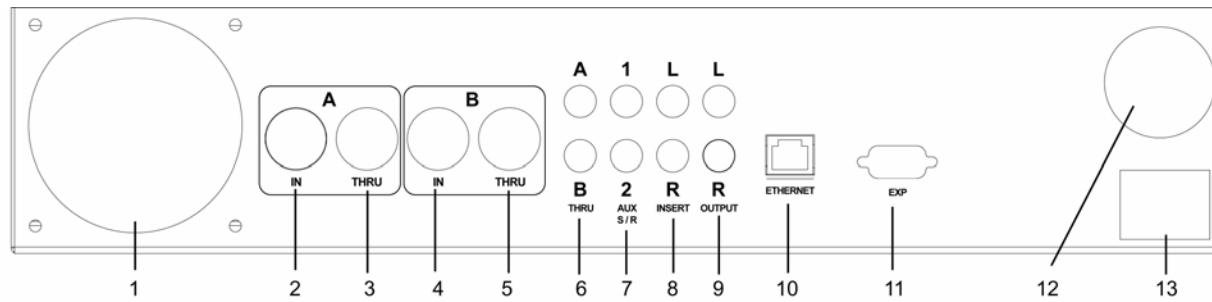 A 1 L L
A B
IN THRU IN THRU
B 2 R R
THRU AUX S / R INSERT OUTPUT
ETHERNET EXP
1 2 3 4 5 6 7 8 9 10 11 12 13